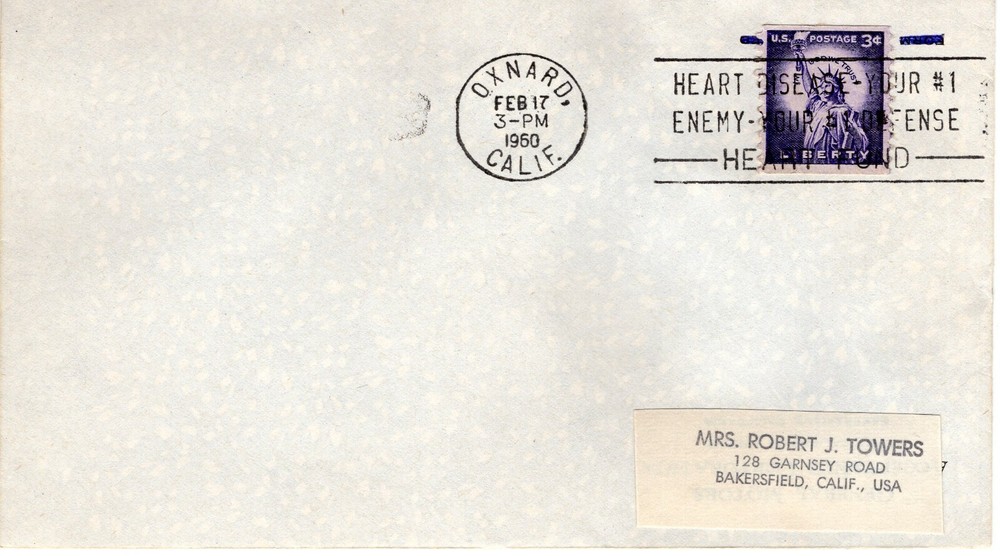 OXNARD,
FEB 17
3-PM
1960
CALIF.
U.S. POSTAGE 3¢
IN GOD WE TRUST
LIBERTY
HEART DISEASE-YOUR #1
ENEMY-YOUR #1 DEFENSE
HEART FUND
MRS. ROBERT J. TOWERS
128 GARNSEY ROAD
BAKERSFIELD, CALIF., USA